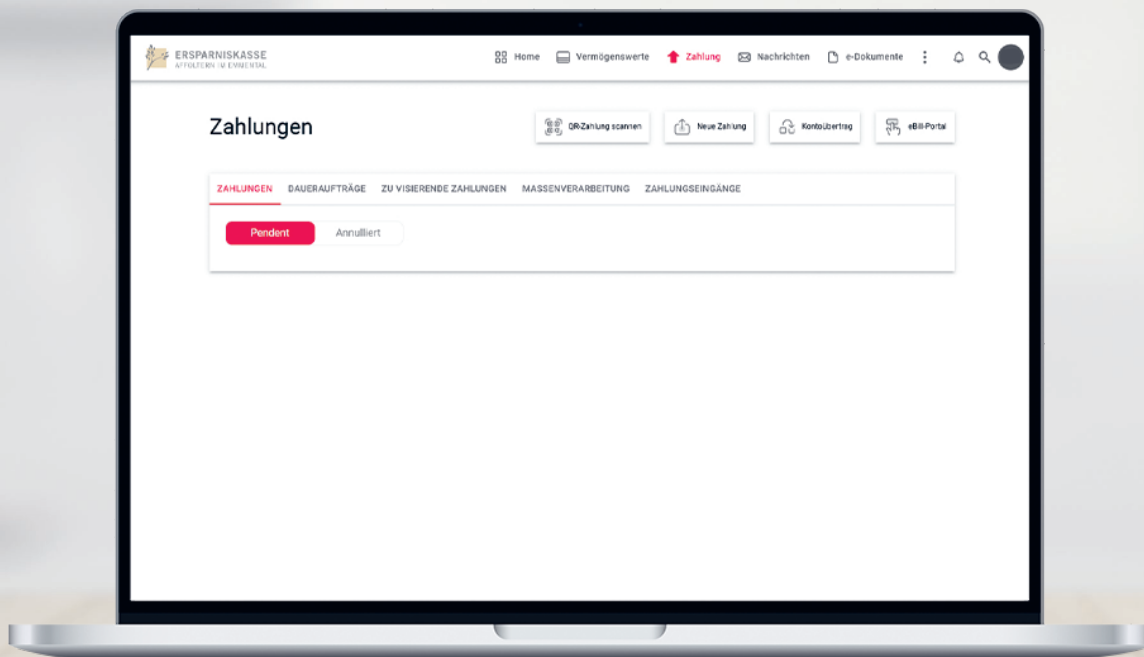 ERSPARNISKASSE
AFFOLTERN IM EMMENTAL
Home Vermögenswerte Zahlung Nachrichten e-Dokumente
Zahlungen
QR-Zahlung scannen Neue Zahlung Kontoübertrag eBill-Portal
ZAHLUNGEN DAUERAUFTRÄGE ZU VISIERENDE ZAHLUNGEN MASSENVERARBEITUNG ZAHLUNGSEINGÄNGE
Pendent Annulliert